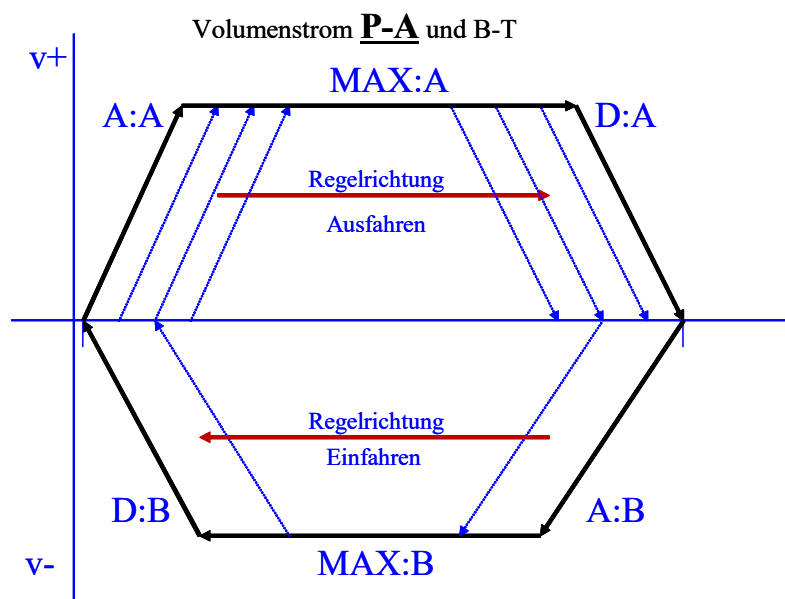 Volumenstrom P-A und B-T
v+
MAX:A
A:A
D:A
Regelrichtung
Ausfahren
Regelrichtung
Einfahren
D:B
A:B
MAX:B
v-